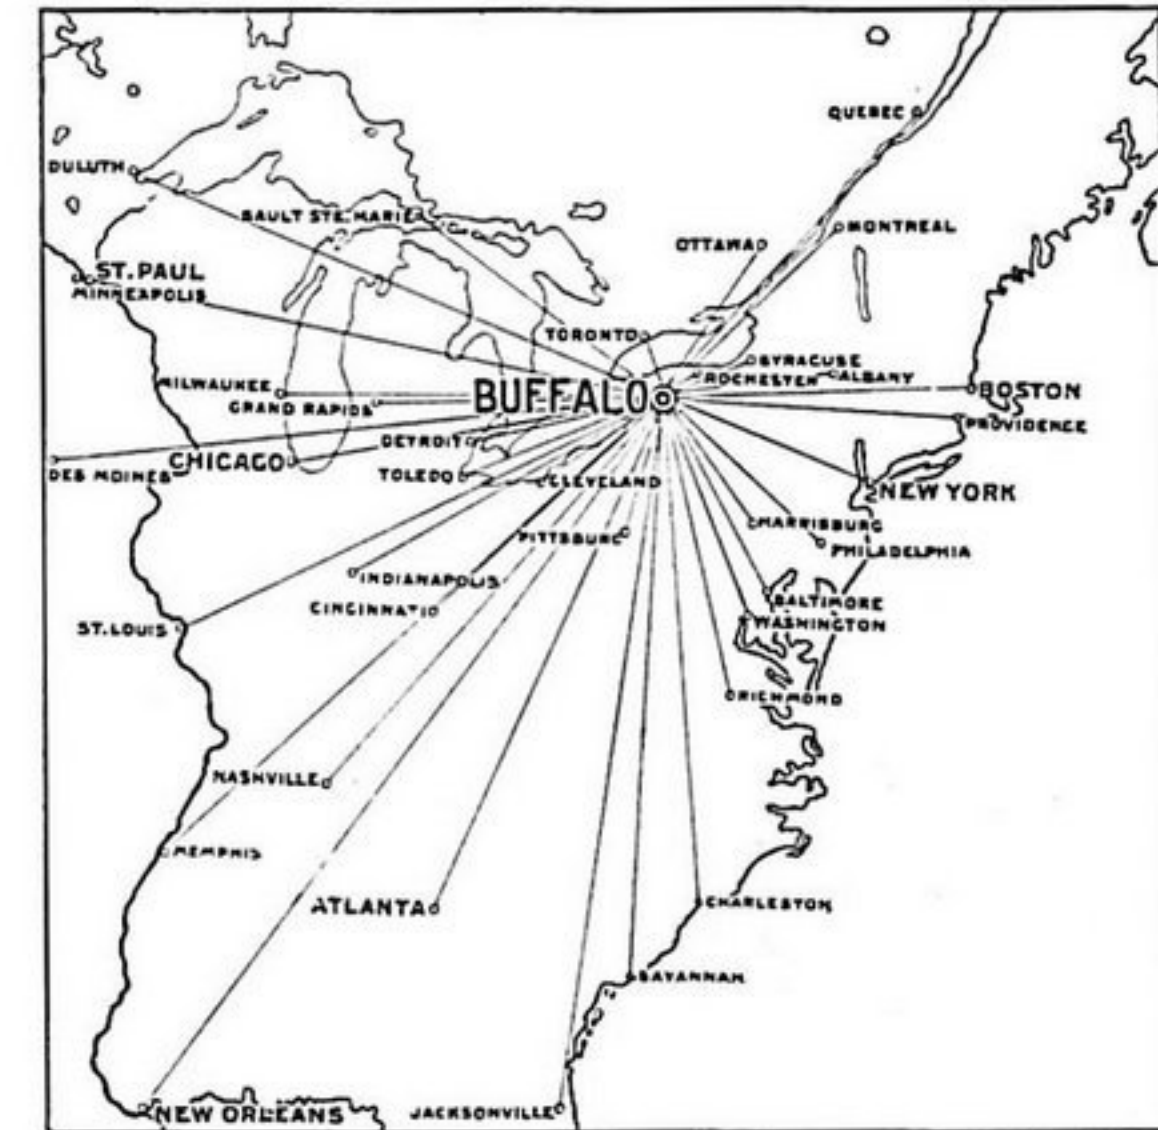 QUEBEC
DULUTH
SAULT STE. MARIE
MONTREAL
OTTAWA
ST. PAUL
MINNEAPOLIS
TORONTO
SYRACUSE
ROCHESTER
ALBANY
MILWAUKEE
BUFFALO
BOSTON
GRAND RAPIDS
PROVIDENCE
DETROIT
CHICAGO
DES MOINES
TOLEDO
CLEVELAND
NEW YORK
HARRISBURG
PITTSBURG
PHILADELPHIA
INDIANAPOLIS
BALTIMORE
CINCINNATI
WASHINGTON
ST. LOUIS
RICHMOND
NASHVILLE
MEMPHIS
CHARLESTON
ATLANTA
SAVANNAH
NEW ORLEANS
JACKSONVILLE